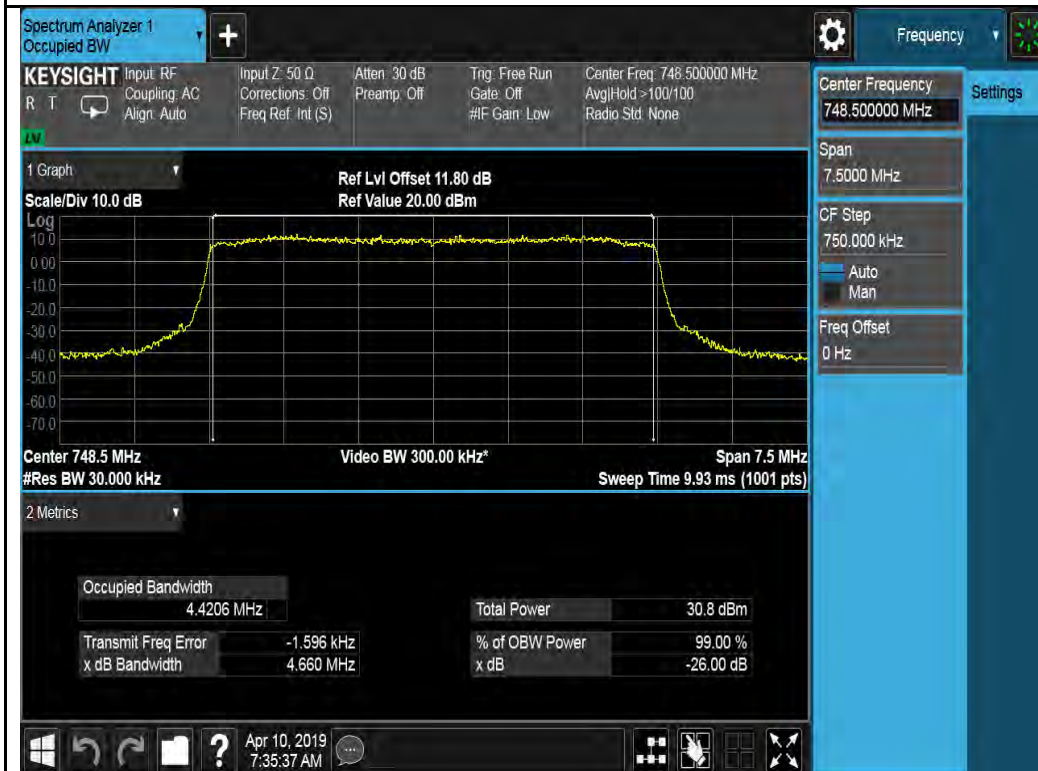 Spectrum Analyzer 1
Occupied BW
+
Frequency
KEYSIGHT
R T
LV
Input: RF
Coupling: AC
Align: Auto
Input Z: 50 Ω
Corrections: Off
Freq Ref: Int (S)
Atten: 30 dB
Preamp: Off
Trig: Free Run
Gate: Off
#IF Gain: Low
Center Freq: 748.500000 MHz
Avg|Hold:>100/100
Radio Std: None
Center Frequency
748.500000 MHz
Settings
Span
7.5000 MHz
CF Step
750.000 kHz
Auto
Man
Freq Offset
0 Hz
1 Graph
Scale/Div 10.0 dB
Ref Lvl Offset 11.80 dB
Ref Value 20.00 dBm
Log
10.0
0.00
-10.0
-20.0
-30.0
-40.0
-50.0
-60.0
-70.0
Center 748.5 MHz
#Res BW 30.000 kHz
Video BW 300.00 kHz*
Span 7.5 MHz
Sweep Time 9.93 ms (1001 pts)
2 Metrics
Occupied Bandwidth
4.4206 MHz
Total Power 30.8 dBm
Transmit Freq Error -1.596 kHz
% of OBW Power 99.00 %
x dB Bandwidth 4.660 MHz
x dB -26.00 dB
?
Apr 10, 2019
7:35:37 AM